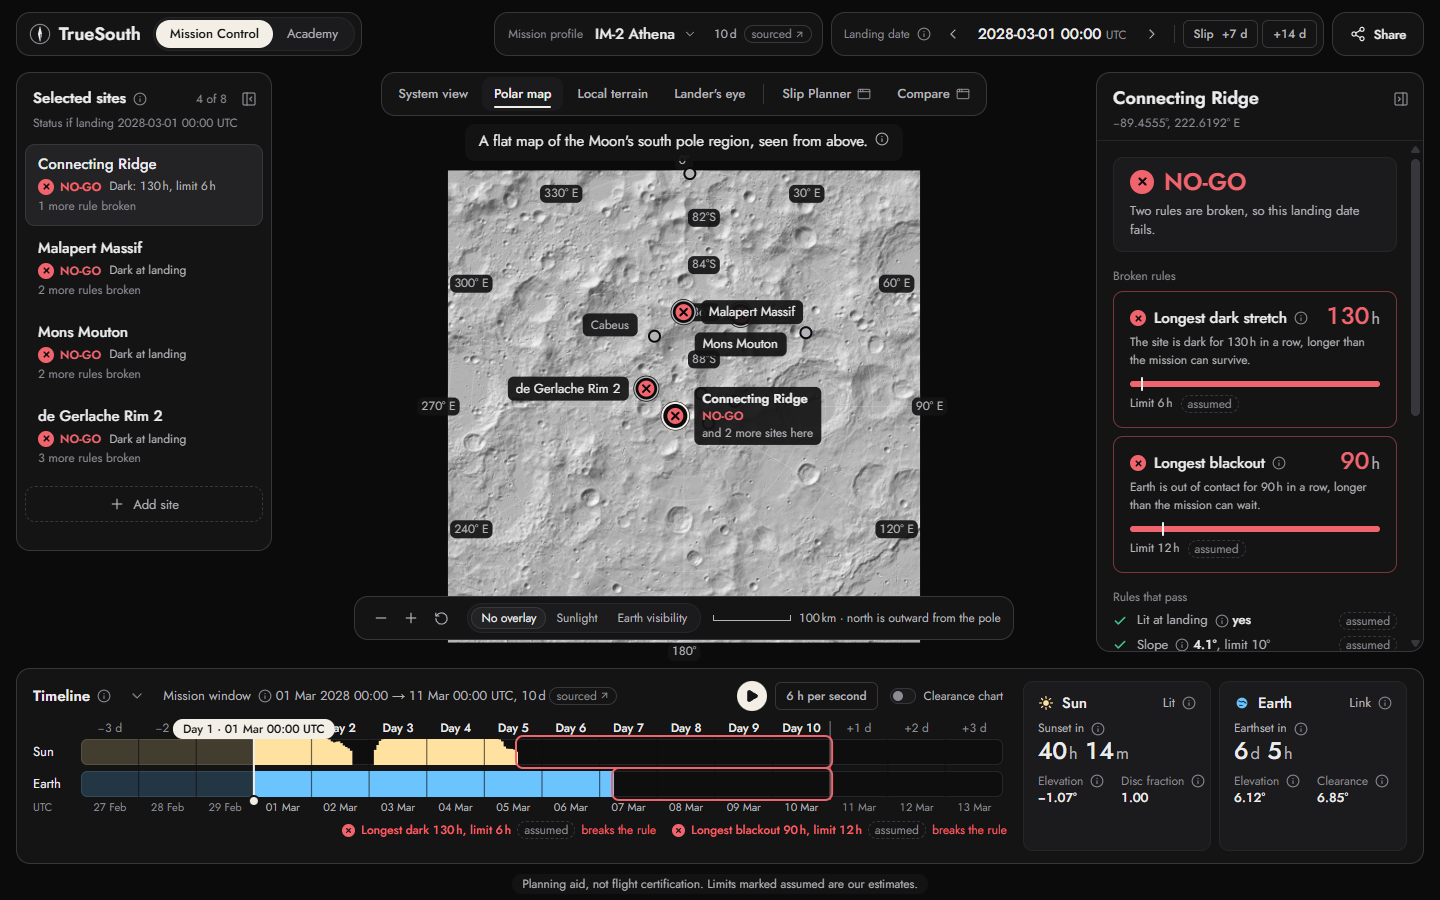 TrueSouth
Mission Control
Academy
Mission profile IM-2 Athena 10 d sourced ↗
Landing date 2028-03-01 00:00 UTC
Slip +7 d +14 d
Share
Selected sites 4 of 8
Status if landing 2028-03-01 00:00 UTC
Connecting Ridge
NO-GO Dark: 130 h, limit 6 h
1 more rule broken
Malapert Massif
NO-GO Dark at landing
2 more rules broken
Mons Mouton
NO-GO Dark at landing
2 more rules broken
de Gerlache Rim 2
NO-GO Dark at landing
3 more rules broken
+ Add site
System view
Polar map
Local terrain
Lander's eye
Slip Planner
Compare
A flat map of the Moon's south pole region, seen from above.
330° E
30° E
82°S
84°S
300° E
60° E
Malapert Massif
Cabeus
Mons Mouton
88°S
de Gerlache Rim 2
Connecting Ridge
NO-GO
and 2 more sites here
270° E
90° E
240° E
120° E
180°
No overlay
Sunlight
Earth visibility
100 km · north is outward from the pole
Connecting Ridge
−89.4555°, 222.6192° E
NO-GO
Two rules are broken, so this landing date
fails.
Broken rules
Longest dark stretch 130 h
The site is dark for 130 h in a row, longer than
the mission can survive.
Limit 6 h assumed
Longest blackout 90 h
Earth is out of contact for 90 h in a row, longer
than the mission can wait.
Limit 12 h assumed
Rules that pass
Lit at landing yes assumed
Slope 4.1°, limit 10° assumed
Timeline
Mission window 01 Mar 2028 00:00 → 11 Mar 00:00 UTC, 10 d sourced ↗
6 h per second
Clearance chart
−3 d −2 Day 1 · 01 Mar 00:00 UTC ay 2 Day 3 Day 4 Day 5 Day 6 Day 7 Day 8 Day 9 Day 10 +1 d +2 d +3 d
Sun
Earth
UTC 27 Feb 28 Feb 29 Feb 01 Mar 02 Mar 03 Mar 04 Mar 05 Mar 06 Mar 07 Mar 08 Mar 09 Mar 10 Mar 11 Mar 12 Mar 13 Mar
Longest dark 130 h, limit 6 h assumed breaks the rule
Longest blackout 90 h, limit 12 h assumed breaks the rule
Sun Lit
Sunset in
40 h 14 m
Elevation Disc fraction
−1.07° 1.00
Earth Link
Earthset in
6 d 5 h
Elevation Clearance
6.12° 6.85°
Planning aid, not flight certification. Limits marked assumed are our estimates.